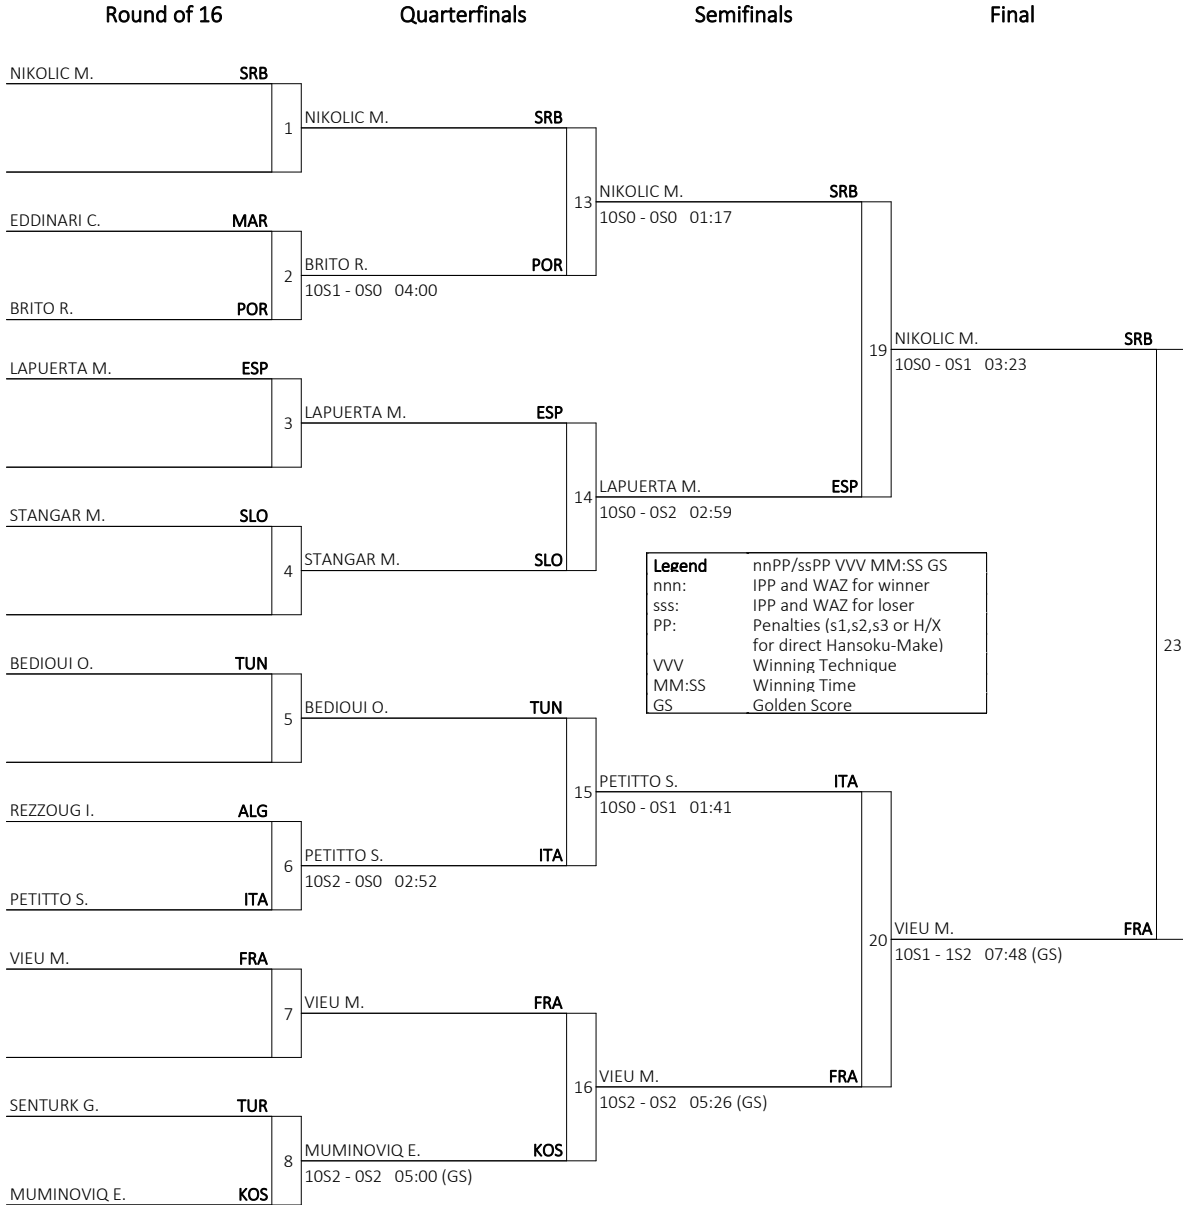 Round of 16 Quarterfinals Semifinals Final
NIKOLIC M. SRB
1
NIKOLIC M. SRB
EDDINARI C. MAR
2
BRITO R. POR
BRITO R. POR
10S1 - 0S0 04:00
13
NIKOLIC M. SRB
10S0 - 0S0 01:17
LAPUERTA M. ESP
3
LAPUERTA M. ESP
STANGAR M. SLO
4
STANGAR M. SLO
14
LAPUERTA M. ESP
10S0 - 0S2 02:59
19
NIKOLIC M. SRB
10S0 - 0S1 03:23
Legend nnPP/ssPP VVV MM:SS GS
nnn: IPP and WAZ for winner
sss: IPP and WAZ for loser
PP: Penalties (s1,s2,s3 or H/X
for direct Hansoku-Make)
VVV Winning Technique
MM:SS Winning Time
GS Golden Score
23
BEDIOUI O. TUN
5
BEDIOUI O. TUN
REZZOUG I. ALG
6
PETITTO S. ITA
PETITTO S. ITA
10S2 - 0S0 02:52
15
PETITTO S. ITA
10S0 - 0S1 01:41
VIEU M. FRA
7
VIEU M. FRA
SENTURK G. TUR
8
MUMINOVIQ E. KOS
MUMINOVIQ E. KOS
10S2 - 0S2 05:00 (GS)
16
VIEU M. FRA
10S2 - 0S2 05:26 (GS)
20
VIEU M. FRA
10S1 - 1S2 07:48 (GS)